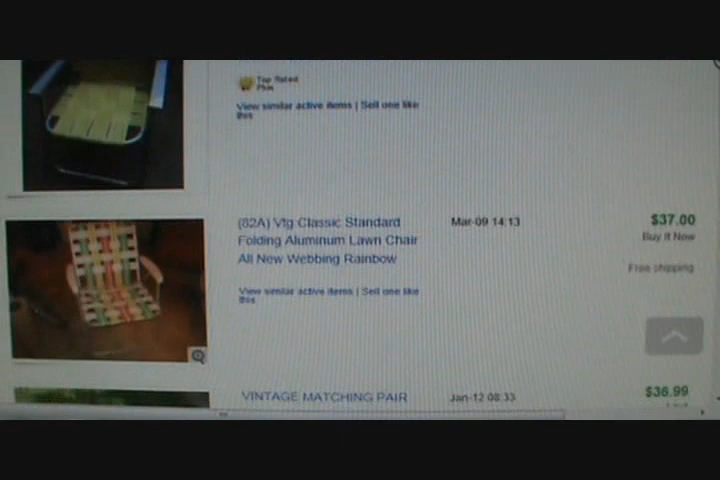 Top Rated
Plus
View similar active items | Sell one like
this
(82A) Vtg Classic Standard
Folding Aluminum Lawn Chair
All New Webbing Rainbow
Mar-09 14:13
$37.00
Buy It Now
Free shipping
View similar active items | Sell one like
this
VINTAGE MATCHING PAIR
Jan-12 08:33
$36.99